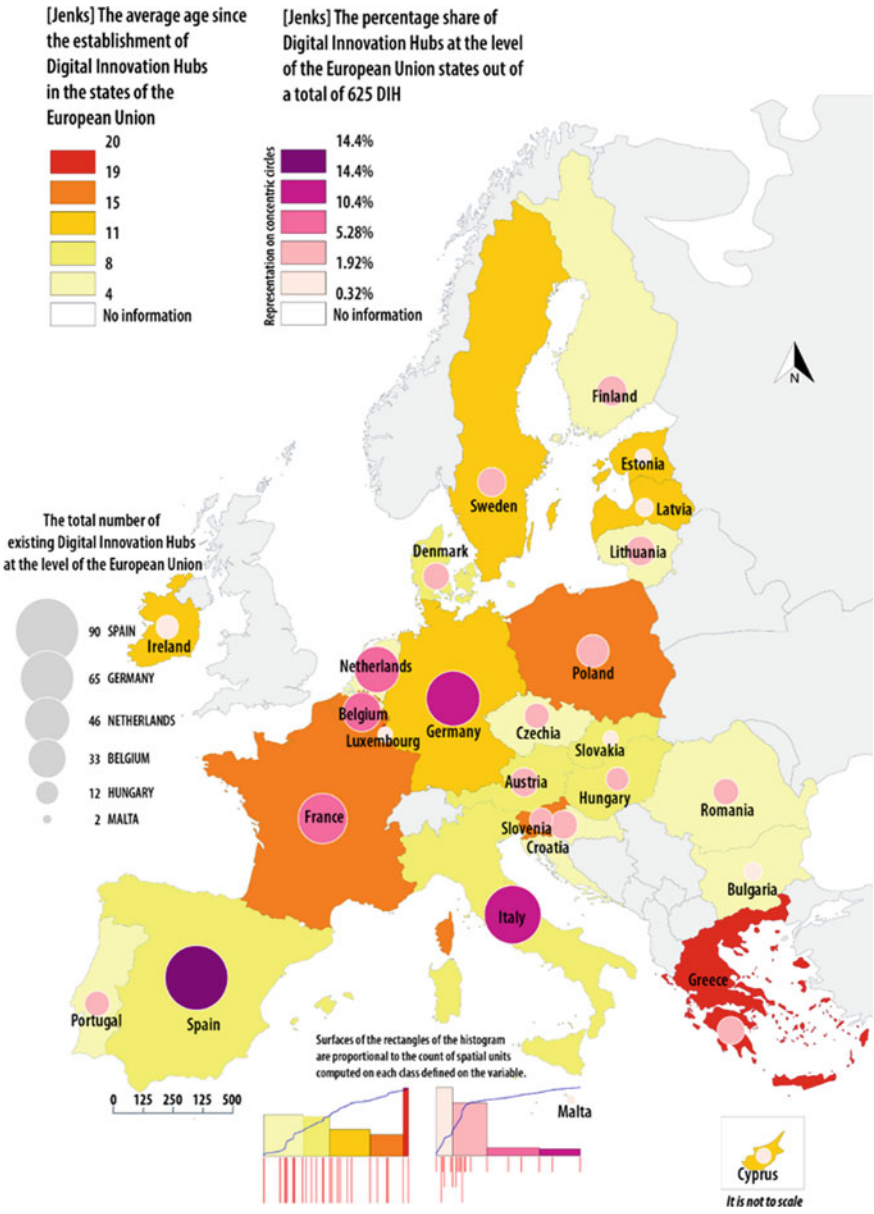 [Jenks] The average age since
the establishment of
Digital Innovation Hubs
in the states of the
European Union
20
19
15
11
8
4
No information
[Jenks] The percentage share of
Digital Innovation Hubs at the level
of the European Union states out of
a total of 625 DIH
Representation on concentric circles
14.4%
14.4%
10.4%
5.28%
1.92%
0.32%
No information
N
Finland
Estonia
Sweden
Latvia
Lithuania
Denmark
The total number of
existing Digital Innovation Hubs
at the level of the European Union
90 SPAIN
65 GERMANY
46 NETHERLANDS
33 BELGIUM
12 HUNGARY
2 MALTA
Ireland
Netherlands
Poland
Belgium
Germany
Luxembourg
Czechia
Slovakia
Austria
Hungary
Romania
France
Slovenia
Croatia
Bulgaria
Italy
Greece
Portugal
Spain
Surfaces of the rectangles of the histogram
are proportional to the count of spatial units
computed on each class defined on the variable.
0 125 250 125 500
Malta
Cyprus
It is not to scale